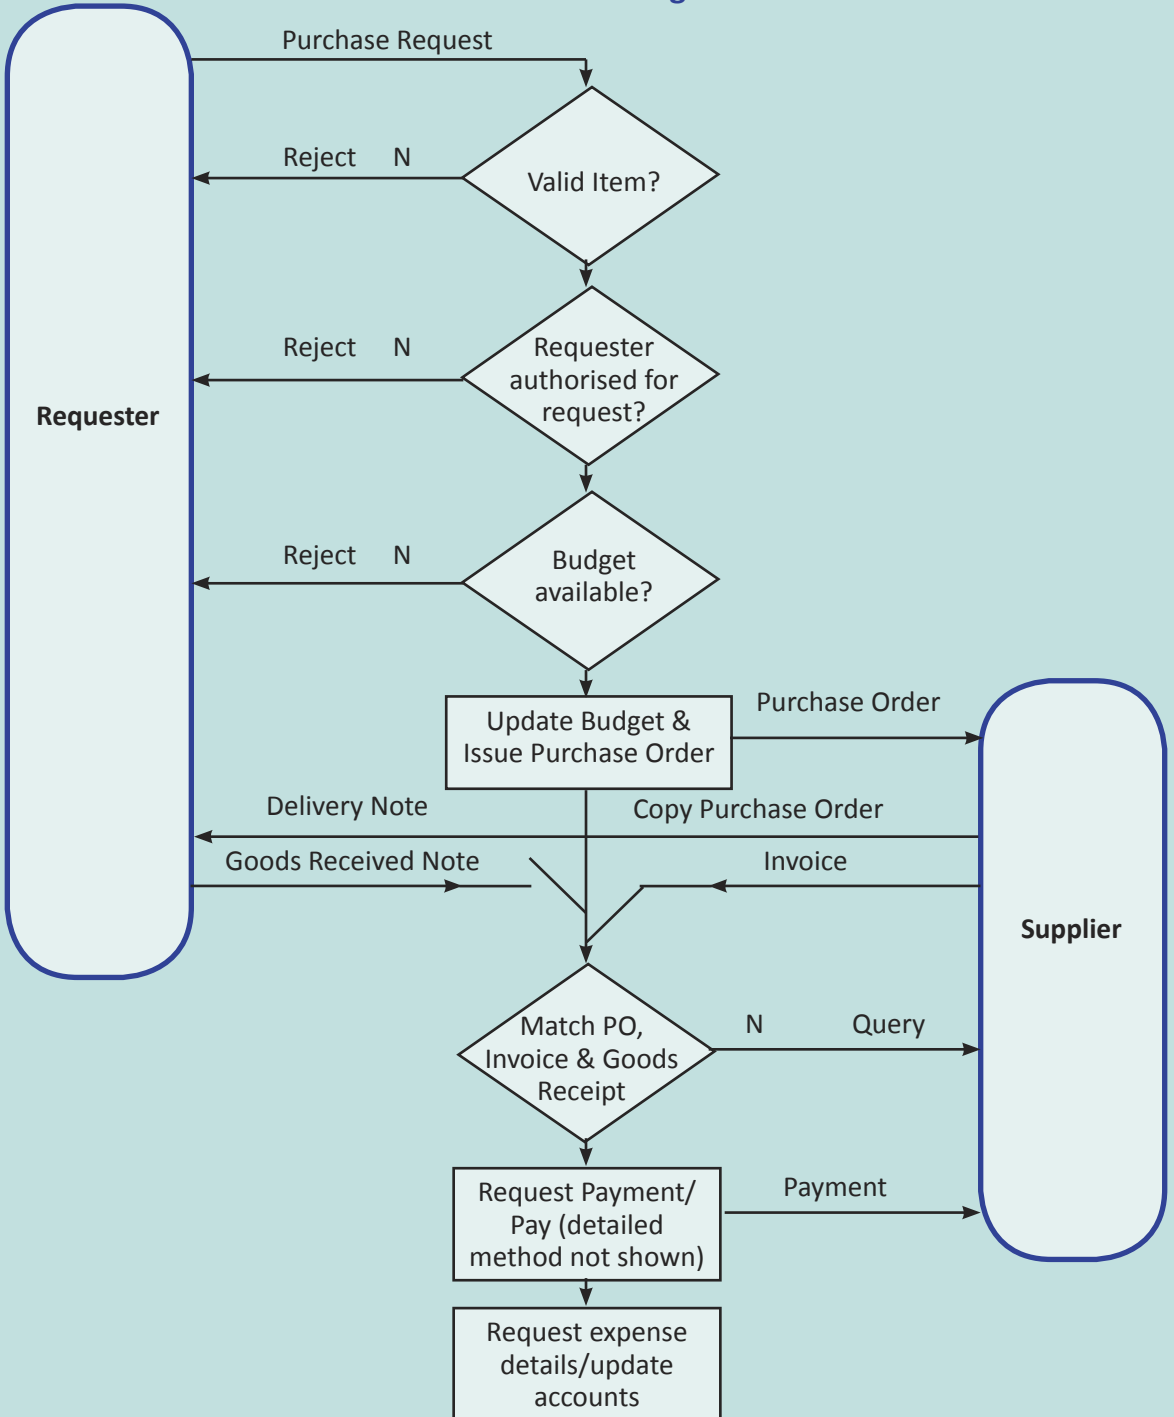 Purchase Request
Reject N
Valid Item?
Reject N
Requester
authorised for
request?
Requester
Reject N
Budget
available?
Update Budget &
Issue Purchase Order
Purchase Order
Delivery Note
Copy Purchase Order
Goods Received Note
Invoice
Supplier
Match PO,
Invoice & Goods
Receipt
N Query
Request Payment/
Pay (detailed
method not shown)
Payment
Request expense
details/update
accounts